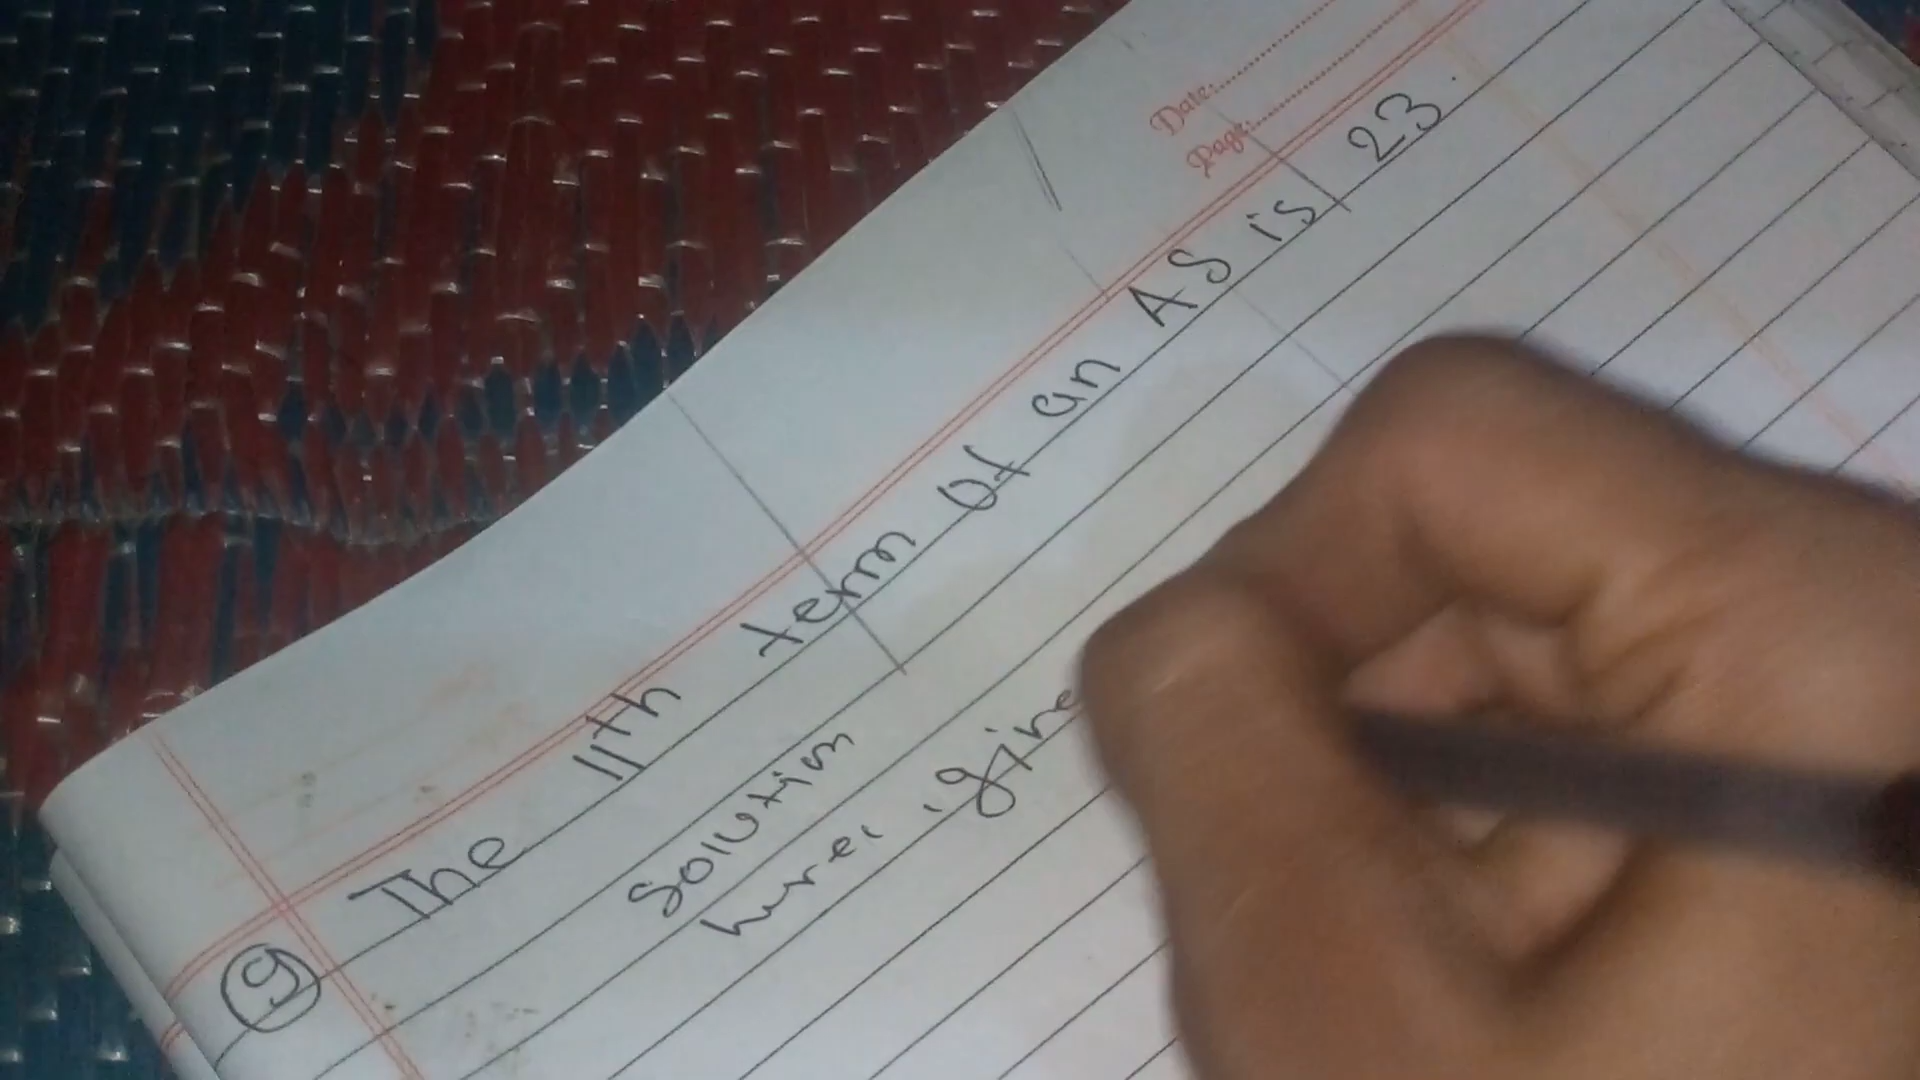 Date:
Page:
9 The 11th term of an AS is 23
Solution
here, give